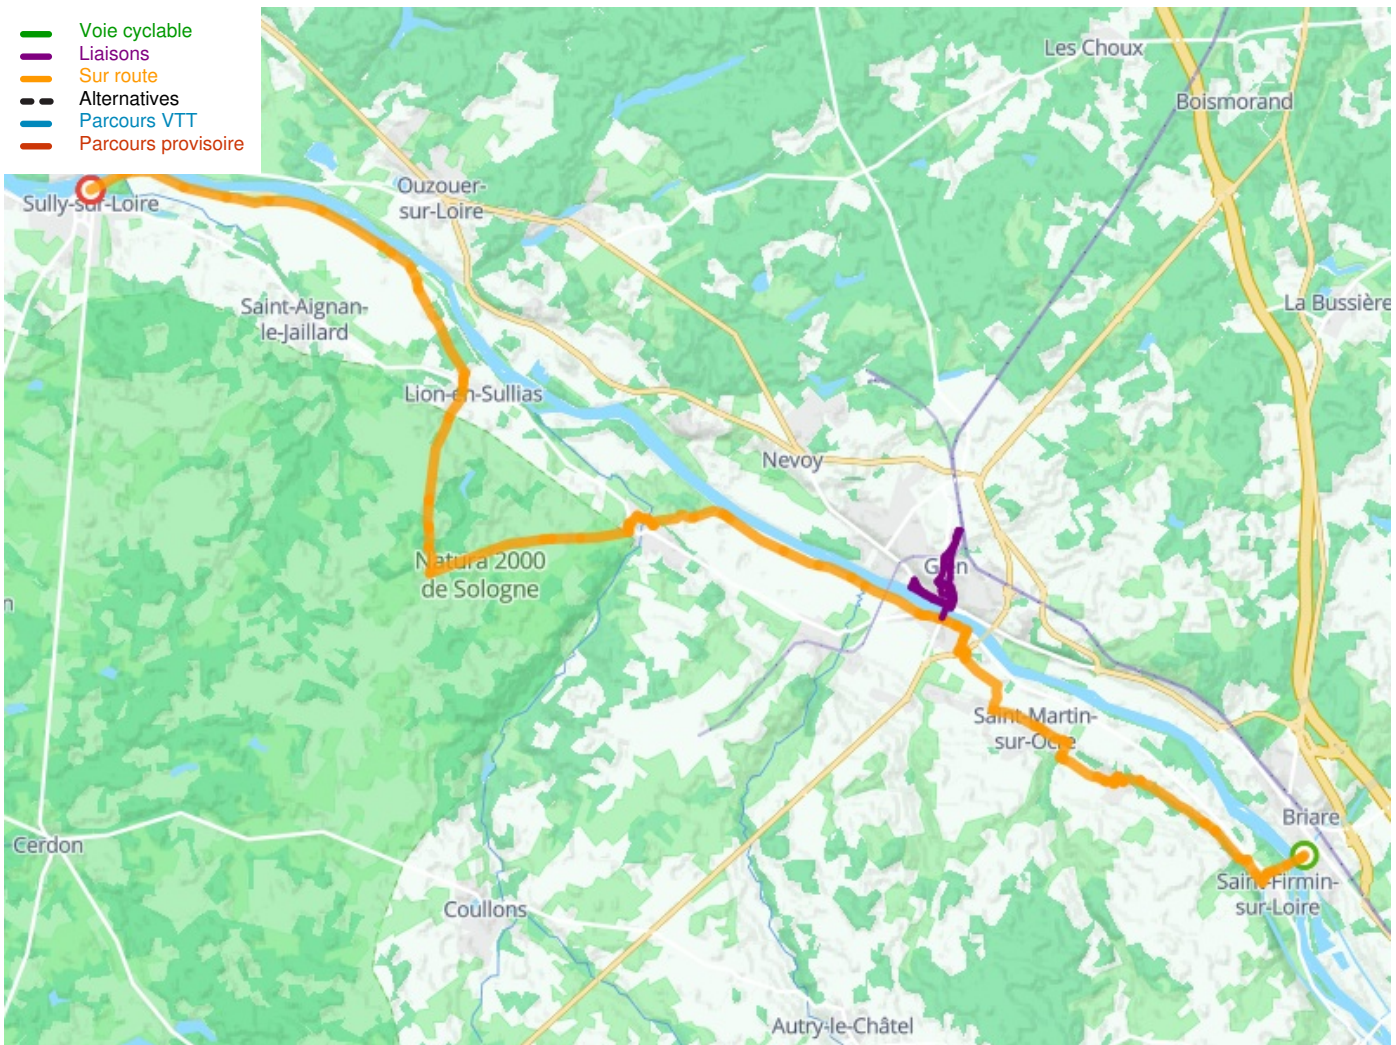 Voie cyclable
Liaisons
Sur route
Alternatives
Parcours VTT
Parcours provisoire
Les Choux
Boismorand
Ouzouer-
sur-Loire
Sully-sur-Loire
Saint-Aignan-
le-Jaillard
La Bussière
Lion-en-Sullias
Nevoy
Natura 2000
de Sologne
Gien
n
Saint-Martin-
sur-Ocre
Briare
Cerdon
Saint-Firmin-
sur-Loire
Coullons
Autry-le-Châtel